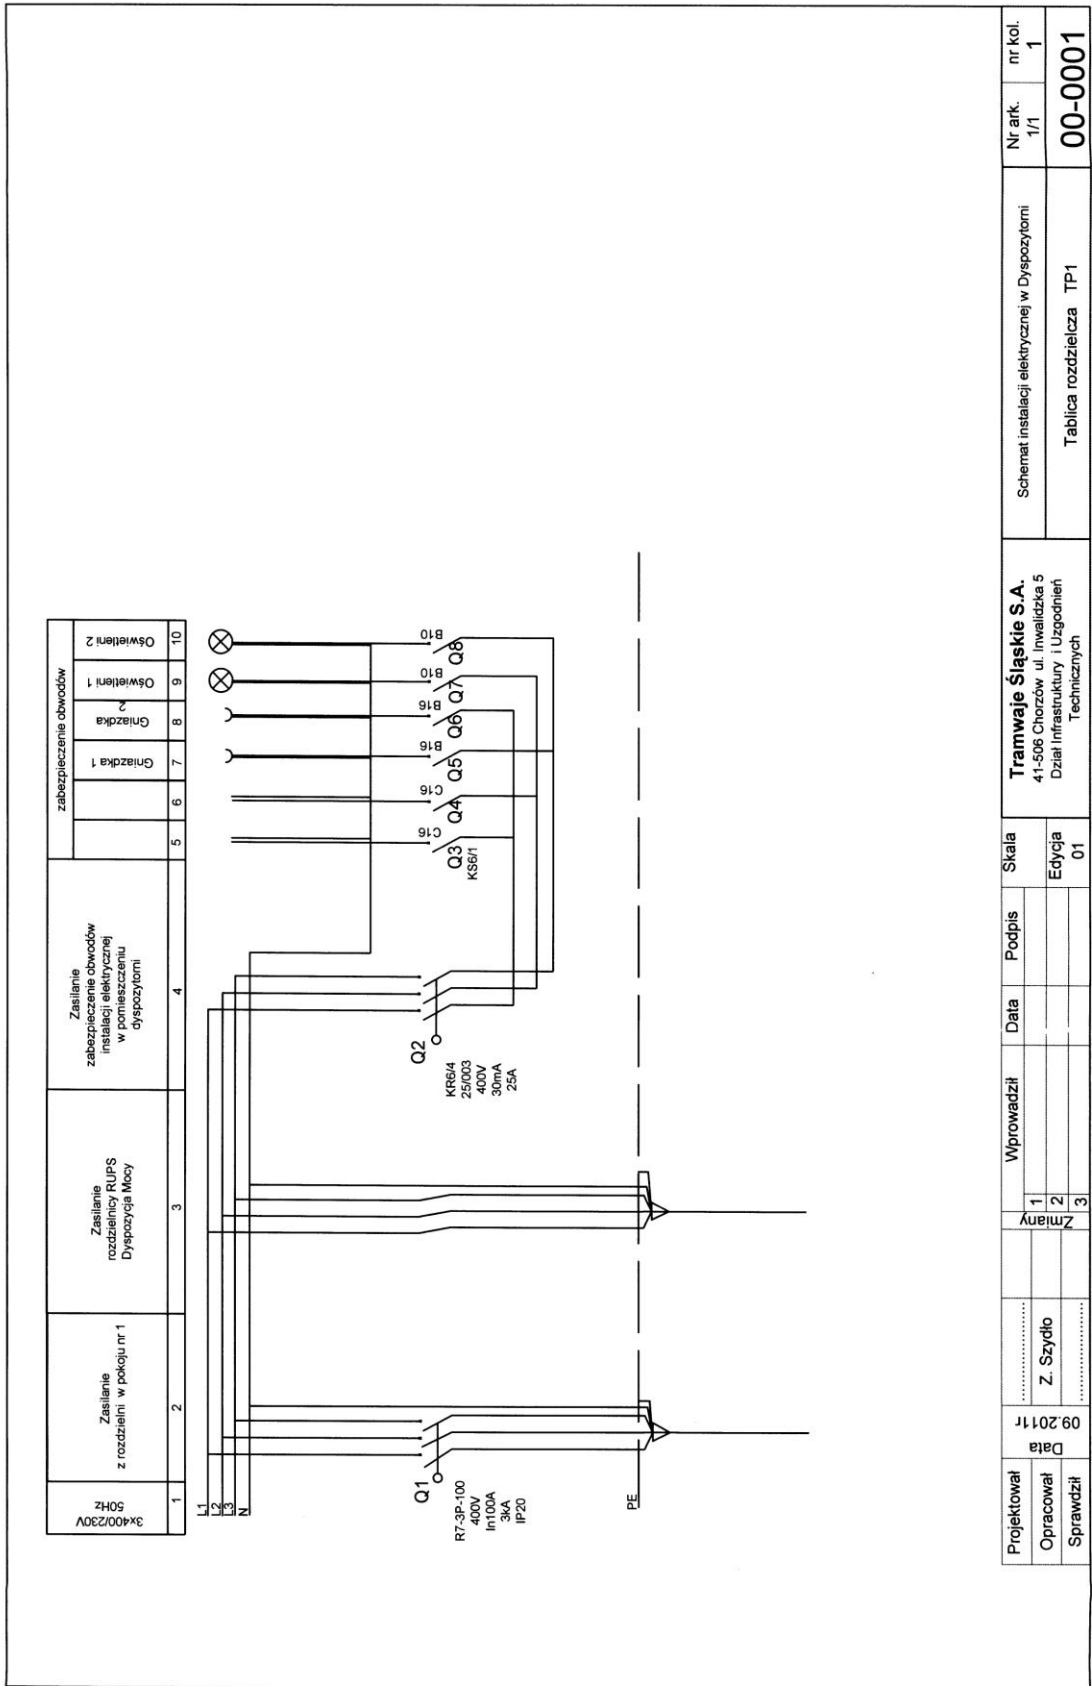 3x400/230V
50Hz
Zasilanie
z rozdzielni w pokoju nr 1
Zasilanie
rozdzielnicy RUPS
Dyspozycja Mocy
Zasilanie
zabezpieczenie obwodów
instalacji elektrycznej
w pomieszczeniu
dyspozytorni
zabezpieczenie obwodów
Gniazdka 1
Gniazdka
2
Oświetleni 1
Oświetleni 2
1
2
3
4
5
6
7
8
9
10
L1
L2
L3
N
Q1
R7-3P-100
400V
In100A
3kA
IP20
Q2
KR6/4
25/003
400V
30mA
25A
C16
Q3
KS6/1
C16
Q4
B16
Q5
B16
Q6
B10
Q7
B10
Q8
PE
Projektował
Opracował
Sprawdził
Data
09.2011r
....................
Z. Szydło
....................
Zmiany
1
2
3
Wprowadził
Data
Podpis
Skala
Edycja
01
Tramwaje Śląskie S.A.
41-506 Chorzów ul. Inwalidzka 5
Dział Infrastruktury i Uzgodnień
Technicznych
Schemat instalacji elektrycznej w Dyspozytorni
Tablica rozdzielcza TP1
Nr ark.
1/1
nr kol.
1
00-0001